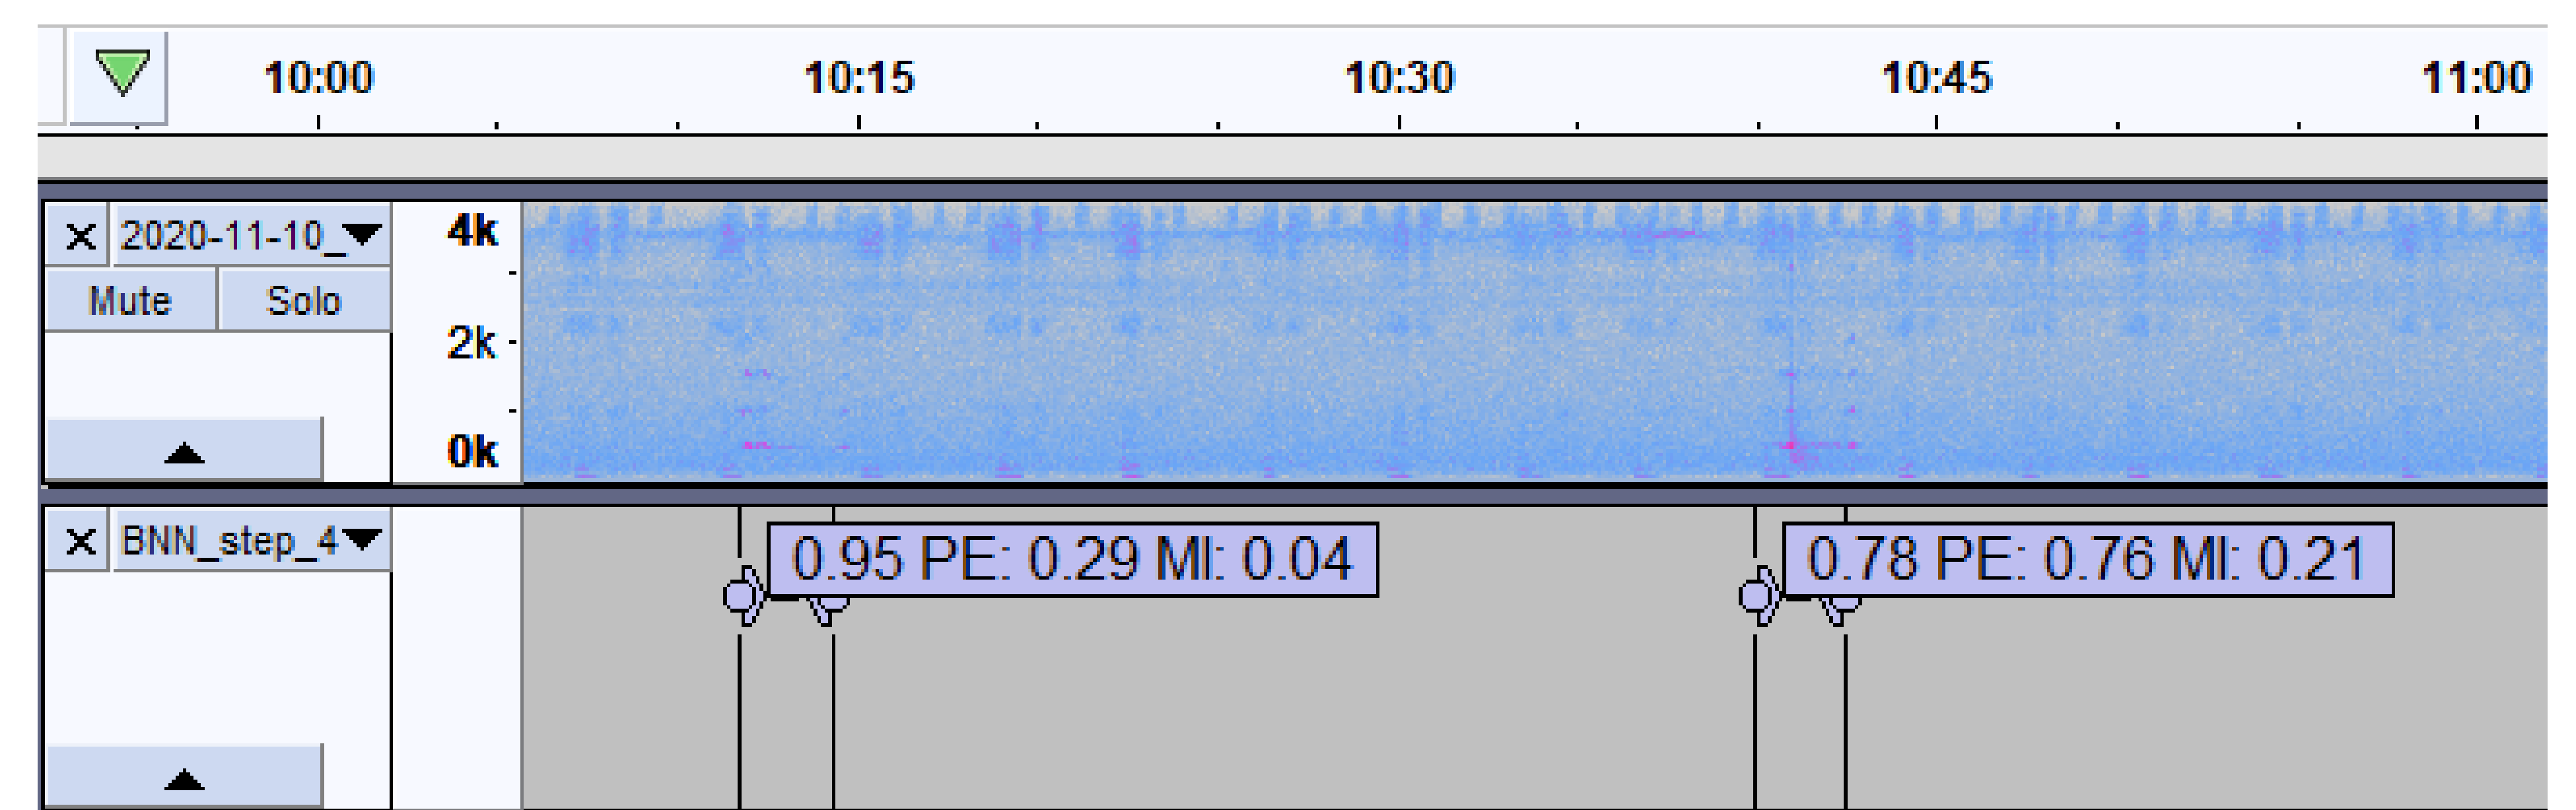 10:00 10:15 10:30 10:45 11:00
X 2020-11-10_
Mute Solo
4k
2k
0k
X BNN_step_4
0.95 PE: 0.29 MI: 0.04
0.78 PE: 0.76 MI: 0.21